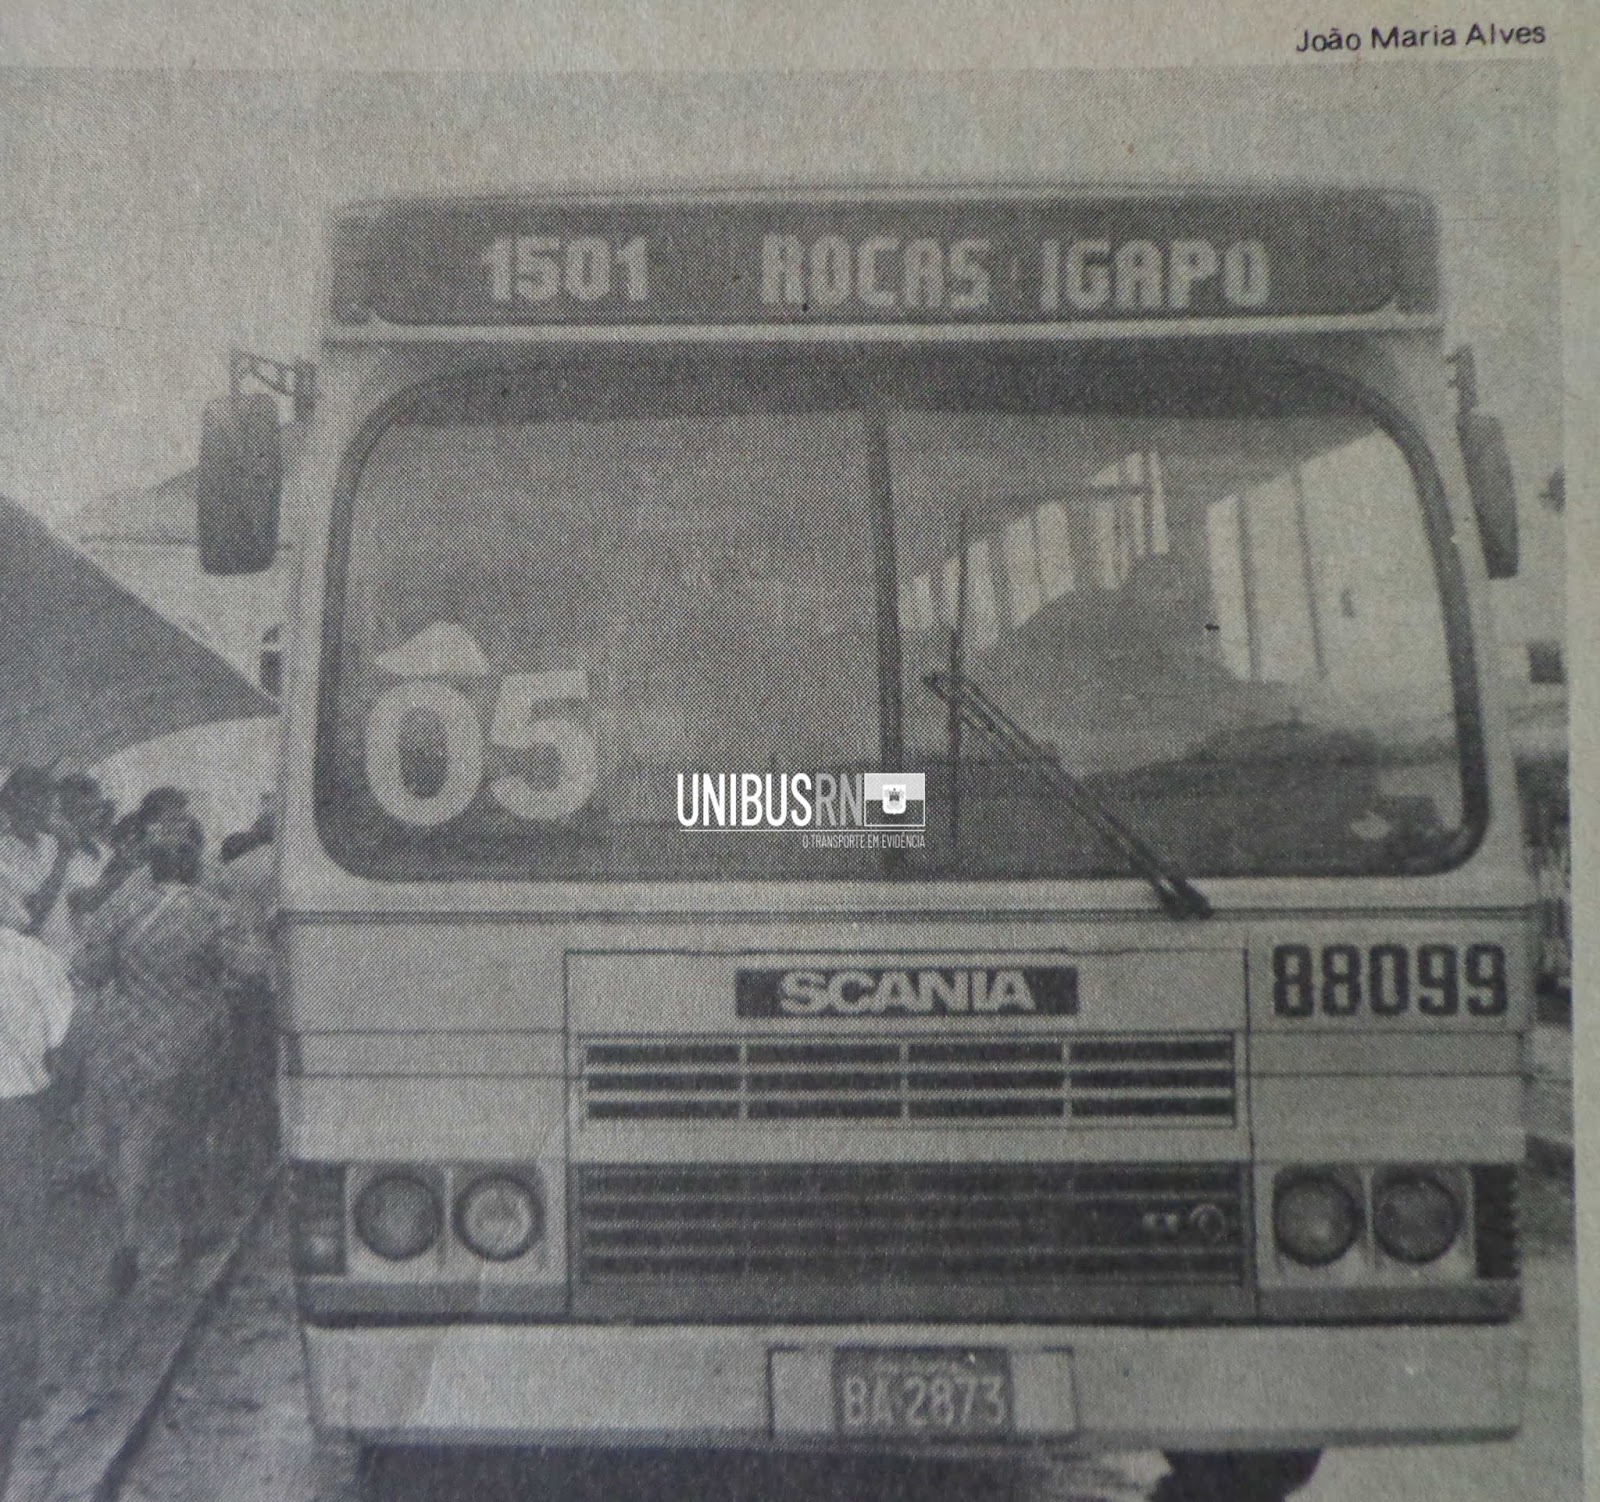 João Maria Alves
1501 ROCAS IGAPO
05
UNIBUSRN
O TRANSPORTE EM EVIDÊNCIA
SCANIA
88099
BA 2873